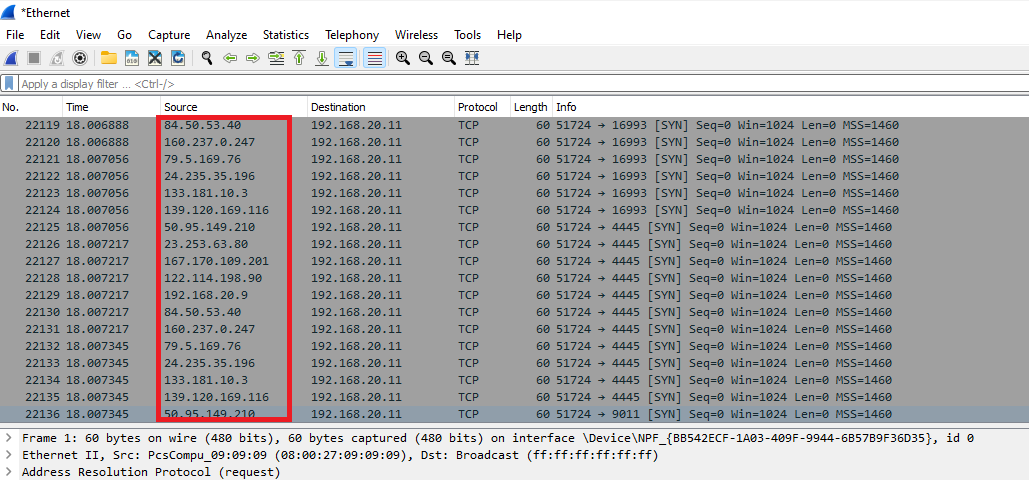 *Ethernet
File Edit View Go Capture Analyze Statistics Telephony Wireless Tools Help
Apply a display filter ... <Ctrl-/>
No. Time Source Destination Protocol Length Info
22119 18.006888 84.50.53.40 192.168.20.11 TCP 60 51724 → 16993 [SYN] Seq=0 Win=1024 Len=0 MSS=1460
22120 18.006888 160.237.0.247 192.168.20.11 TCP 60 51724 → 16993 [SYN] Seq=0 Win=1024 Len=0 MSS=1460
22121 18.007056 79.5.169.76 192.168.20.11 TCP 60 51724 → 16993 [SYN] Seq=0 Win=1024 Len=0 MSS=1460
22122 18.007056 24.235.35.196 192.168.20.11 TCP 60 51724 → 16993 [SYN] Seq=0 Win=1024 Len=0 MSS=1460
22123 18.007056 133.181.10.3 192.168.20.11 TCP 60 51724 → 16993 [SYN] Seq=0 Win=1024 Len=0 MSS=1460
22124 18.007056 139.120.169.116 192.168.20.11 TCP 60 51724 → 16993 [SYN] Seq=0 Win=1024 Len=0 MSS=1460
22125 18.007056 50.95.149.210 192.168.20.11 TCP 60 51724 → 4445 [SYN] Seq=0 Win=1024 Len=0 MSS=1460
22126 18.007217 23.253.63.80 192.168.20.11 TCP 60 51724 → 4445 [SYN] Seq=0 Win=1024 Len=0 MSS=1460
22127 18.007217 167.170.109.201 192.168.20.11 TCP 60 51724 → 4445 [SYN] Seq=0 Win=1024 Len=0 MSS=1460
22128 18.007217 122.114.198.90 192.168.20.11 TCP 60 51724 → 4445 [SYN] Seq=0 Win=1024 Len=0 MSS=1460
22129 18.007217 192.168.20.9 192.168.20.11 TCP 60 51724 → 4445 [SYN] Seq=0 Win=1024 Len=0 MSS=1460
22130 18.007217 84.50.53.40 192.168.20.11 TCP 60 51724 → 4445 [SYN] Seq=0 Win=1024 Len=0 MSS=1460
22131 18.007217 160.237.0.247 192.168.20.11 TCP 60 51724 → 4445 [SYN] Seq=0 Win=1024 Len=0 MSS=1460
22132 18.007345 79.5.169.76 192.168.20.11 TCP 60 51724 → 4445 [SYN] Seq=0 Win=1024 Len=0 MSS=1460
22133 18.007345 24.235.35.196 192.168.20.11 TCP 60 51724 → 4445 [SYN] Seq=0 Win=1024 Len=0 MSS=1460
22134 18.007345 133.181.10.3 192.168.20.11 TCP 60 51724 → 4445 [SYN] Seq=0 Win=1024 Len=0 MSS=1460
22135 18.007345 139.120.169.116 192.168.20.11 TCP 60 51724 → 4445 [SYN] Seq=0 Win=1024 Len=0 MSS=1460
22136 18.007345 50.95.149.210 192.168.20.11 TCP 60 51724 → 9011 [SYN] Seq=0 Win=1024 Len=0 MSS=1460
Frame 1: 60 bytes on wire (480 bits), 60 bytes captured (480 bits) on interface \Device\NPF_{BB542ECF-1A03-409F-9944-6B57B9F36D35}, id 0
Ethernet II, Src: PcsCompu_09:09:09 (08:00:27:09:09:09), Dst: Broadcast (ff:ff:ff:ff:ff:ff)
Address Resolution Protocol (request)